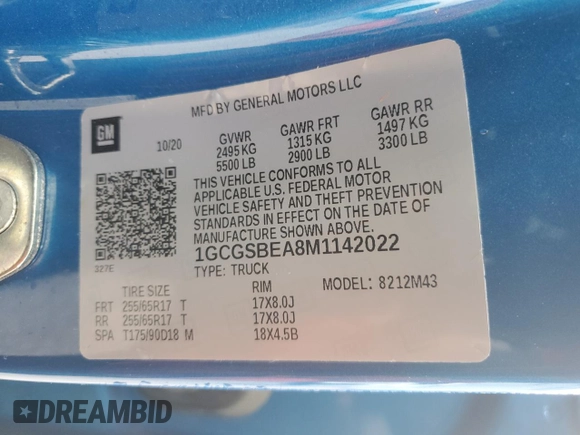 MFD BY GENERAL MOTORS LLC
GM
10/20
GVWR GAWR FRT GAWR RR
2495 KG 1315 KG 1497 KG
5500 LB 2900 LB 3300 LB
THIS VEHICLE CONFORMS TO ALL
APPLICABLE U.S. FEDERAL MOTOR
VEHICLE SAFETY AND THEFT PREVENTION
STANDARDS IN EFFECT ON THE DATE OF
MANUFACTURE SHOWN ABOVE.
1GCGSBEA8M1142022
327E
TYPE: TRUCK MODEL: 8212M43
TIRE SIZE RIM
FRT 255/65R17 T 17X8.0J
RR 255/65R17 T 17X8.0J
SPA T175/90D18 M 18X4.5B
DREAMBID